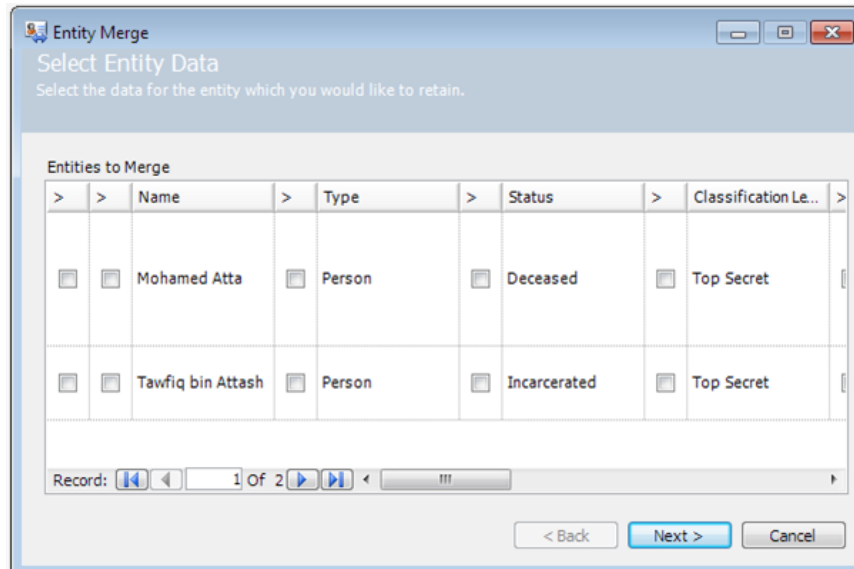 Entity Merge
Select Entity Data
Select the data for the entity which you would like to retain.
Entities to Merge
> > Name > Type > Status > Classification Le... >
Mohamed Atta Person Deceased Top Secret
Tawfiq bin Attash Person Incarcerated Top Secret
Record: 1 Of 2
< Back Next > Cancel